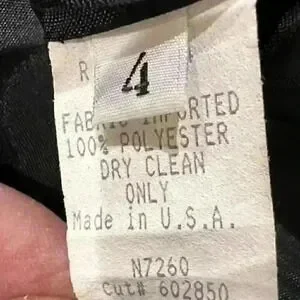 R
4
FABRIC IMPORTED
100% POLYESTER
DRY CLEAN
ONLY
Made in U.S.A.
N7260
Cut# 602850